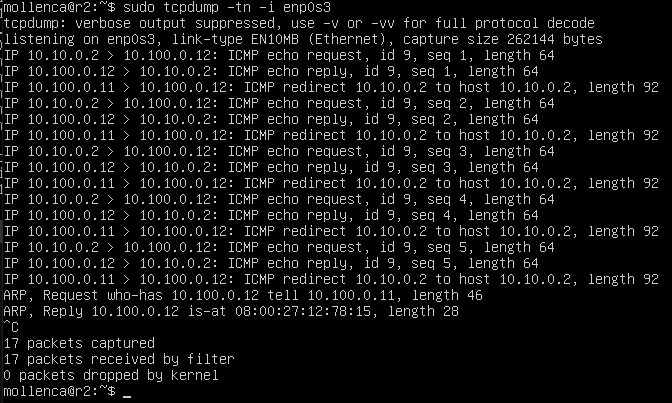 mollenca@r2:~$ sudo tcpdump -tn -i enp0s3
tcpdump: verbose output suppressed, use -v or -vv for full protocol decode
listening on enp0s3, link-type EN10MB (Ethernet), capture size 262144 bytes
IP 10.10.0.2 > 10.100.0.12: ICMP echo request, id 9, seq 1, length 64
IP 10.100.0.12 > 10.10.0.2: ICMP echo reply, id 9, seq 1, length 64
IP 10.100.0.11 > 10.100.0.12: ICMP redirect 10.10.0.2 to host 10.10.0.2, length 92
IP 10.10.0.2 > 10.100.0.12: ICMP echo request, id 9, seq 2, length 64
IP 10.100.0.12 > 10.10.0.2: ICMP echo reply, id 9, seq 2, length 64
IP 10.100.0.11 > 10.100.0.12: ICMP redirect 10.10.0.2 to host 10.10.0.2, length 92
IP 10.10.0.2 > 10.100.0.12: ICMP echo request, id 9, seq 3, length 64
IP 10.100.0.12 > 10.10.0.2: ICMP echo reply, id 9, seq 3, length 64
IP 10.100.0.11 > 10.100.0.12: ICMP redirect 10.10.0.2 to host 10.10.0.2, length 92
IP 10.10.0.2 > 10.100.0.12: ICMP echo request, id 9, seq 4, length 64
IP 10.100.0.12 > 10.10.0.2: ICMP echo reply, id 9, seq 4, length 64
IP 10.100.0.11 > 10.100.0.12: ICMP redirect 10.10.0.2 to host 10.10.0.2, length 92
IP 10.10.0.2 > 10.100.0.12: ICMP echo request, id 9, seq 5, length 64
IP 10.100.0.12 > 10.10.0.2: ICMP echo reply, id 9, seq 5, length 64
IP 10.100.0.11 > 10.100.0.12: ICMP redirect 10.10.0.2 to host 10.10.0.2, length 92
ARP, Request who-has 10.100.0.12 tell 10.100.0.11, length 46
ARP, Reply 10.100.0.12 is-at 08:00:27:12:78:15, length 28
^C
17 packets captured
17 packets received by filter
0 packets dropped by kernel
mollenca@r2:~$ _